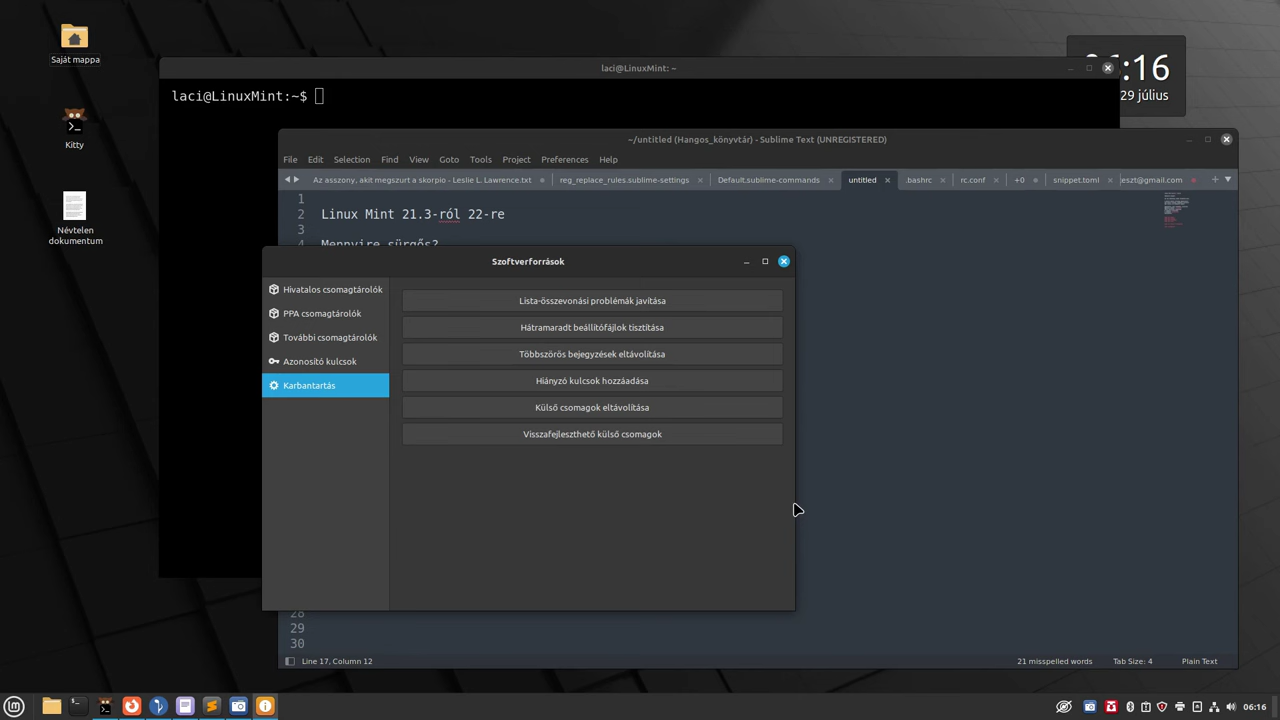 Saját mappa
Kitty
Névtelen
dokumentum
:16
29 július
laci@LinuxMint: ~
laci@LinuxMint:~$
~/untitled (Hangos_könyvtár) - Sublime Text (UNREGISTERED)
File Edit Selection Find View Goto Tools Project Preferences Help
Az asszony, akit megszurt a skorpio - Leslie L. Lawrence.txt reg_replace_rules.sublime-settings Default.sublime-commands untitled .bashrc rc.conf +0 snippet.toml eszt@gmail.com
1
2 Linux Mint 21.3-ról 22-re
3
4 Mennyire sürgős?
Szoftverforrások
Hivatalos csomagtárolók
PPA csomagtárolók
További csomagtárolók
Azonosító kulcsok
Karbantartás
Lista-összevonási problémák javítása
Hátramaradt beállítófájlok tisztítása
Többszörös bejegyzések eltávolítása
Hiányzó kulcsok hozzáadása
Külső csomagok eltávolítása
Visszafejleszthető külső csomagok
28
29
30
Line 17, Column 12
21 misspelled words
Tab Size: 4
Plain Text
06:16